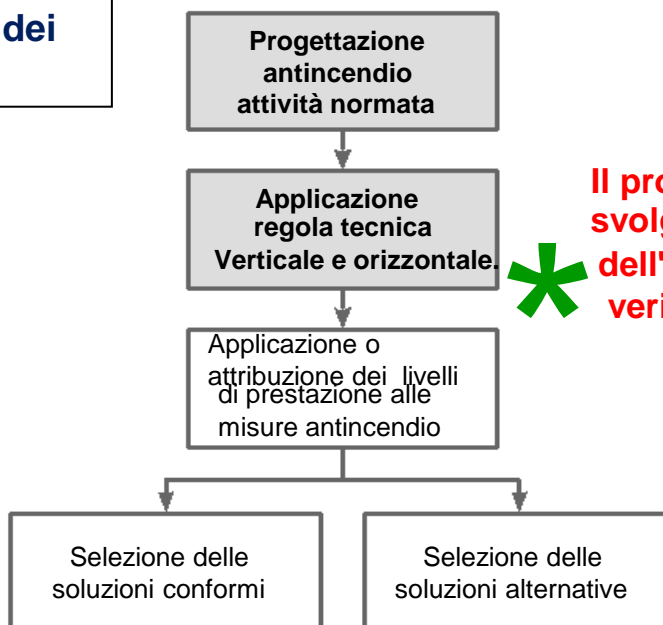 dei
Progettazione
antincendio
attività normata
Applicazione
regola tecnica
Verticale e orizzontale.
Il pro
svolg
dell'
veri
*
Applicazione o
attribuzione dei livelli
di prestazione alle
misure antincendio
Selezione delle
soluzioni conformi
Selezione delle
soluzioni alternative